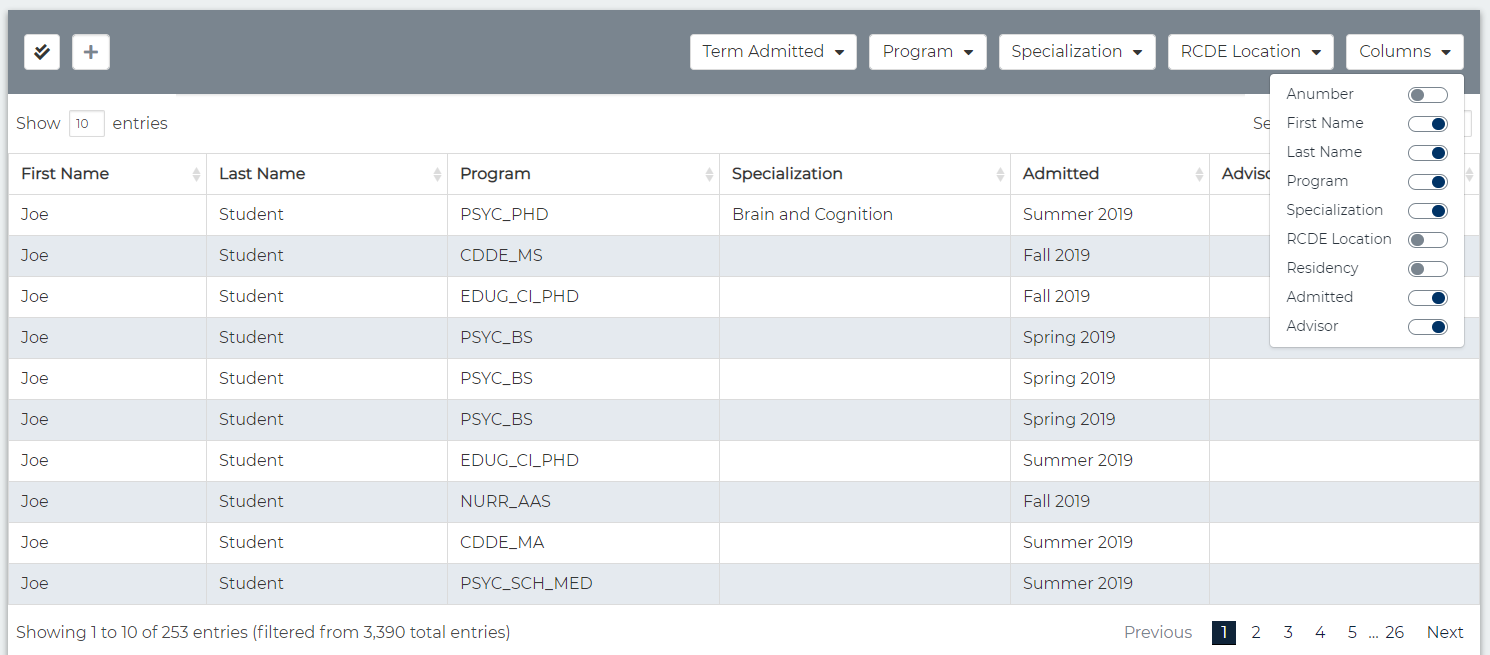 Term Admitted Program Specialization RCDE Location Columns
Anumber
First Name
Last Name
Program
Specialization
RCDE Location
Residency
Admitted
Advisor
Show 10 entries
First Name Last Name Program Specialization Admitted
Joe Student PSYC_PHD Brain and Cognition Summer 2019
Joe Student CDDE_MS Fall 2019
Joe Student EDUG_CI_PHD Fall 2019
Joe Student PSYC_BS Spring 2019
Joe Student PSYC_BS Spring 2019
Joe Student PSYC_BS Spring 2019
Joe Student EDUG_CI_PHD Summer 2019
Joe Student NURR_AAS Fall 2019
Joe Student CDDE_MA Summer 2019
Joe Student PSYC_SCH_MED Summer 2019
Showing 1 to 10 of 253 entries (filtered from 3,390 total entries) Previous 1 2 3 4 5 ... 26 Next